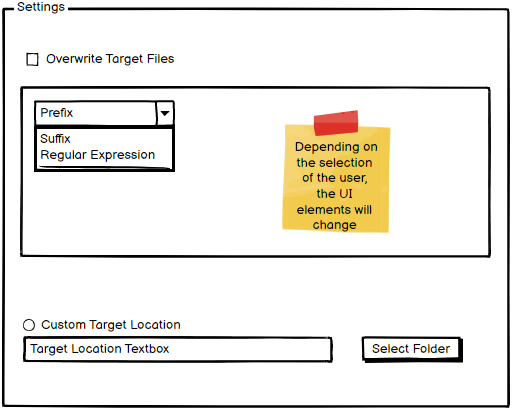 Settings
Overwrite Target Files
Prefix
Suffix
Regular Expression
Depending on
the selection
of the user,
the UI
elements will
change
Custom Target Location
Target Location Textbox
Select Folder